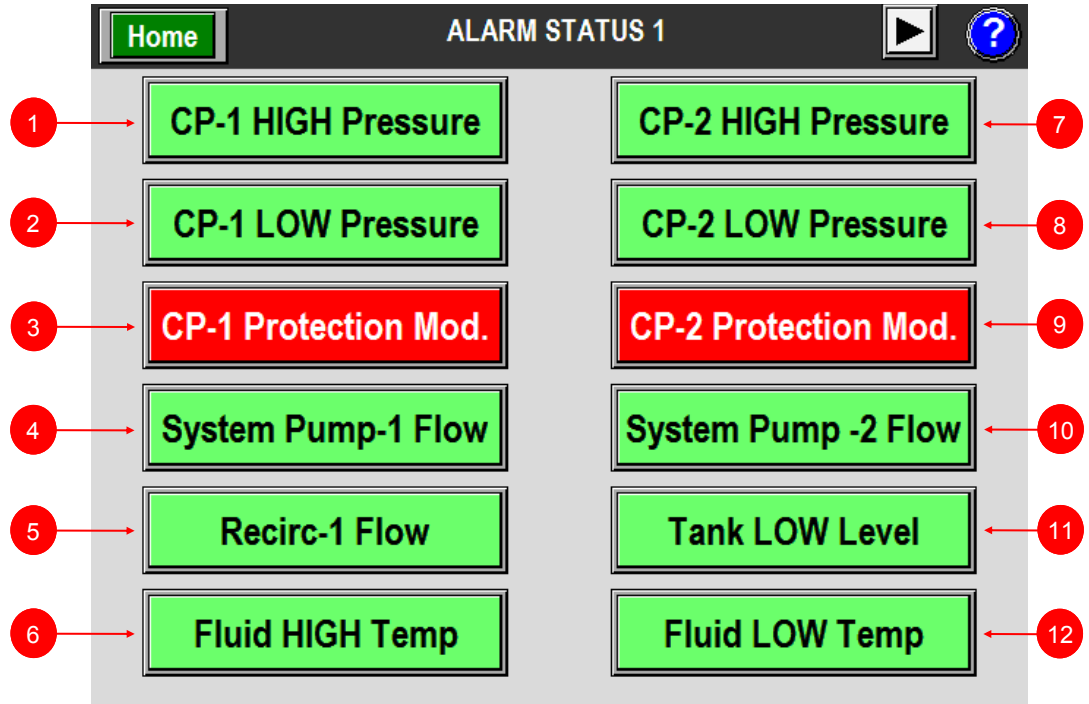 Home
ALARM STATUS 1
?
1
CP-1 HIGH Pressure
CP-2 HIGH Pressure
7
2
CP-1 LOW Pressure
CP-2 LOW Pressure
8
3
CP-1 Protection Mod.
CP-2 Protection Mod.
9
4
System Pump-1 Flow
System Pump -2 Flow
10
5
Recirc-1 Flow
Tank LOW Level
11
6
Fluid HIGH Temp
Fluid LOW Temp
12